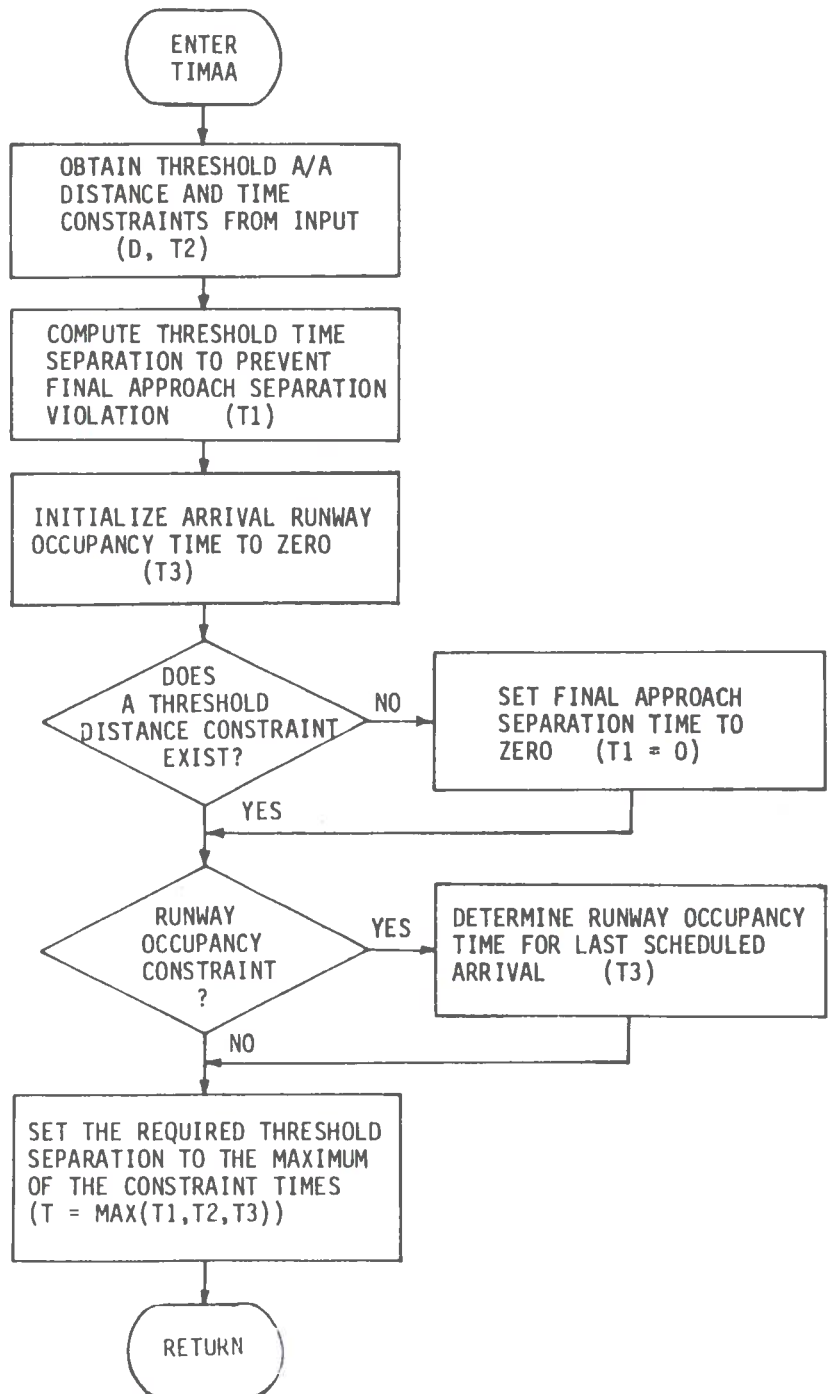 ENTER
TIMAA
OBTAIN THRESHOLD A/A
DISTANCE AND TIME
CONSTRAINTS FROM INPUT
(D, T2)
COMPUTE THRESHOLD TIME
SEPARATION TO PREVENT
FINAL APPROACH SEPARATION
VIOLATION (T1)
INITIALIZE ARRIVAL RUNWAY
OCCUPANCY TIME TO ZERO
(T3)
DOES
A THRESHOLD
DISTANCE CONSTRAINT
EXIST?
NO
SET FINAL APPROACH
SEPARATION TIME TO
ZERO (T1 = 0)
YES
RUNWAY
OCCUPANCY
CONSTRAINT
?
YES
DETERMINE RUNWAY OCCUPANCY
TIME FOR LAST SCHEDULED
ARRIVAL (T3)
NO
SET THE REQUIRED THRESHOLD
SEPARATION TO THE MAXIMUM
OF THE CONSTRAINT TIMES
(T = MAX(T1,T2,T3))
RETURN